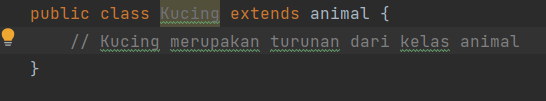 public class Kucing extends animal {
// Kucing merupakan turunan dari kelas animal
}